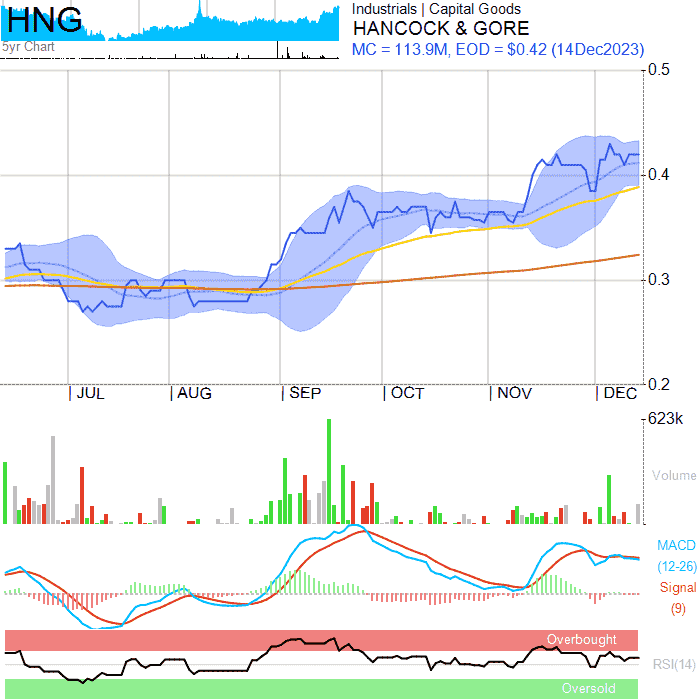 HNG
5yr Chart
Industrials | Capital Goods
HANCOCK & GORE
MC = 113.9M, EOD = $0.42 (14Dec2023)
0.5
0.4
0.3
0.2
| JUL | AUG | SEP | OCT | NOV | DEC
623k
Volume
MACD
(12-26)
Signal
(9)
Overbought
RSI(14)
Oversold